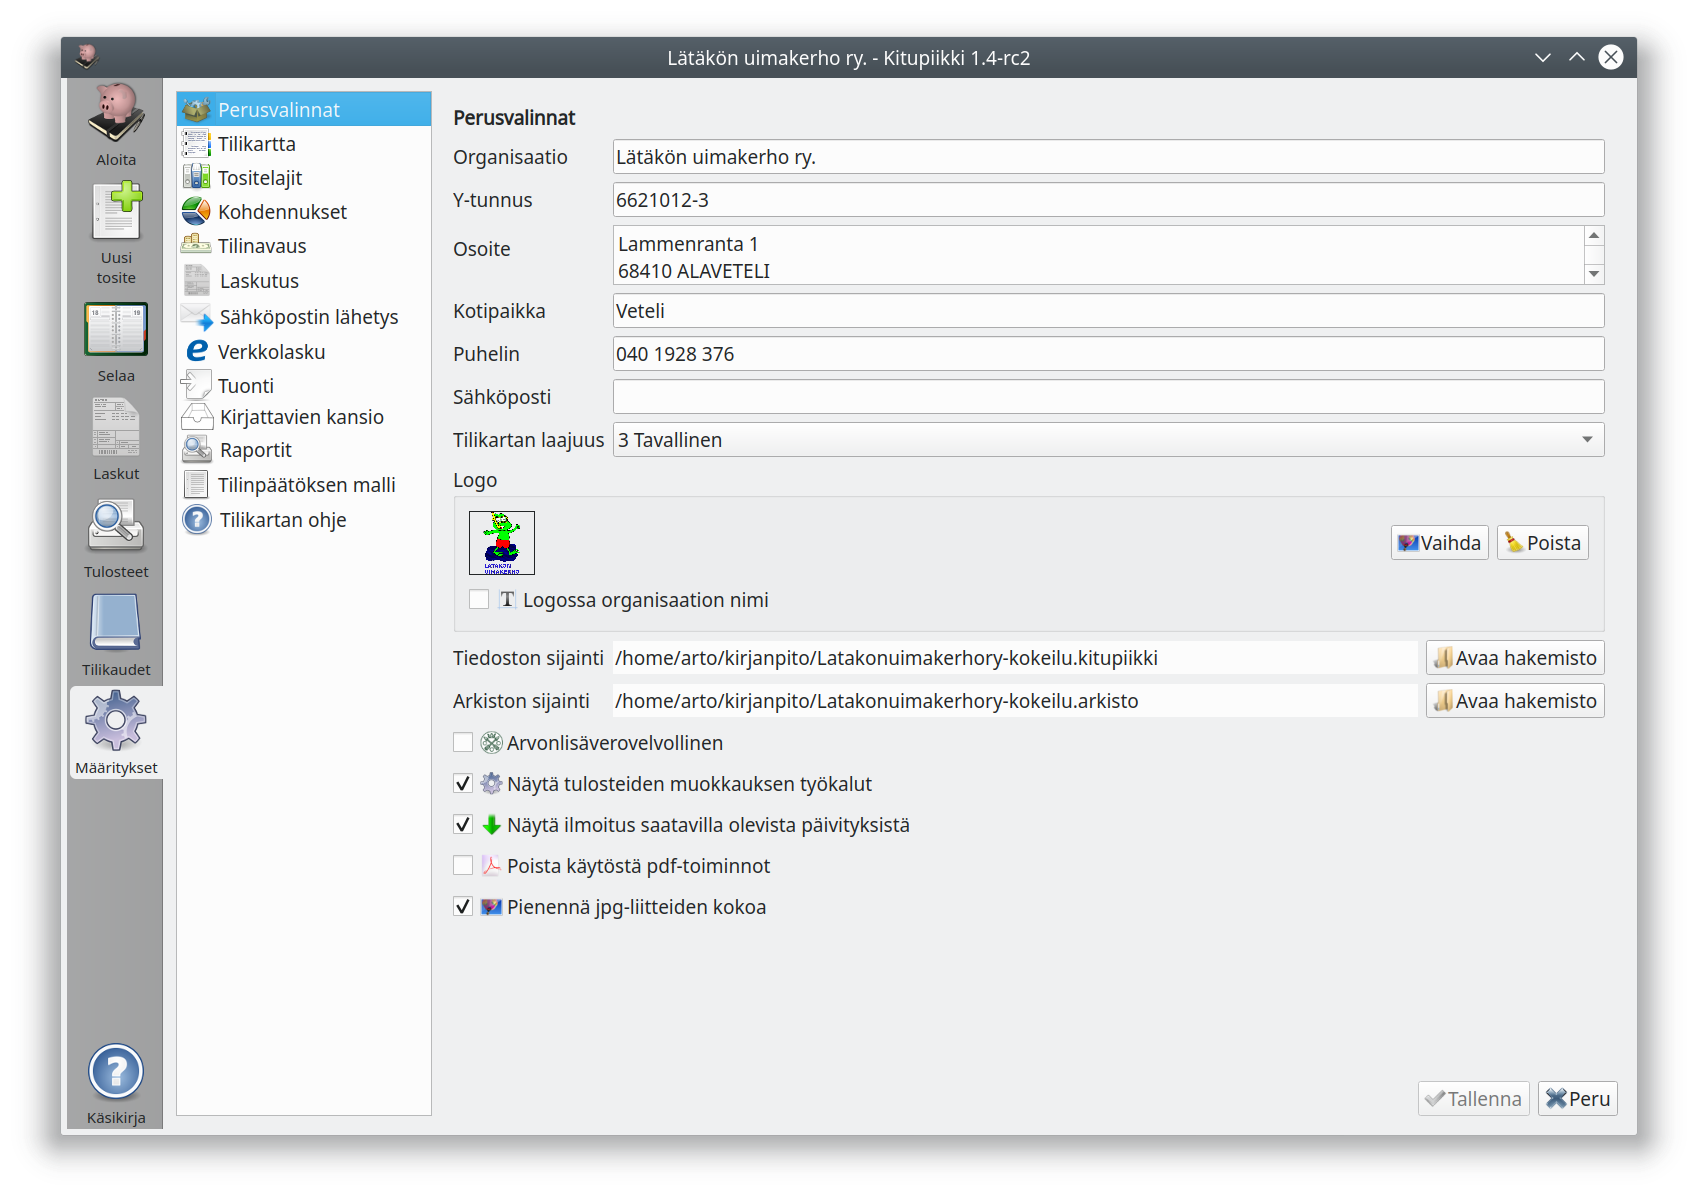 Lätäkön uimakerho ry. - Kitupiikki 1.4-rc2
Aloita
Uusi
tosite
Selaa
Laskut
Tulosteet
Tilikaudet
Määritykset
Käsikirja
Perusvalinnat
Tilikartta
Tositelajit
Kohdennukset
Tilinavaus
Laskutus
Sähköpostin lähetys
Verkkolasku
Tuonti
Kirjattavien kansio
Raportit
Tilinpäätöksen malli
Tilikartan ohje
Perusvalinnat
Organisaatio Lätäkön uimakerho ry.
Y-tunnus 6621012-3
Osoite Lammenranta 1
68410 ALAVETELI
Kotipaikka Veteli
Puhelin 040 1928 376
Sähköposti
Tilikartan laajuus 3 Tavallinen
Logo
LÄTÄKÖN
UIMAKERHO
Vaihda Poista
T Logossa organisaation nimi
Tiedoston sijainti /home/arto/kirjanpito/Latakonuimakerhory-kokeilu.kitupiikki Avaa hakemisto
Arkiston sijainti /home/arto/kirjanpito/Latakonuimakerhory-kokeilu.arkisto Avaa hakemisto
Arvonlisäverovelvollinen
Näytä tulosteiden muokkauksen työkalut
Näytä ilmoitus saatavilla olevista päivityksistä
Poista käytöstä pdf-toiminnot
Pienennä jpg-liitteiden kokoa
Tallenna Peru